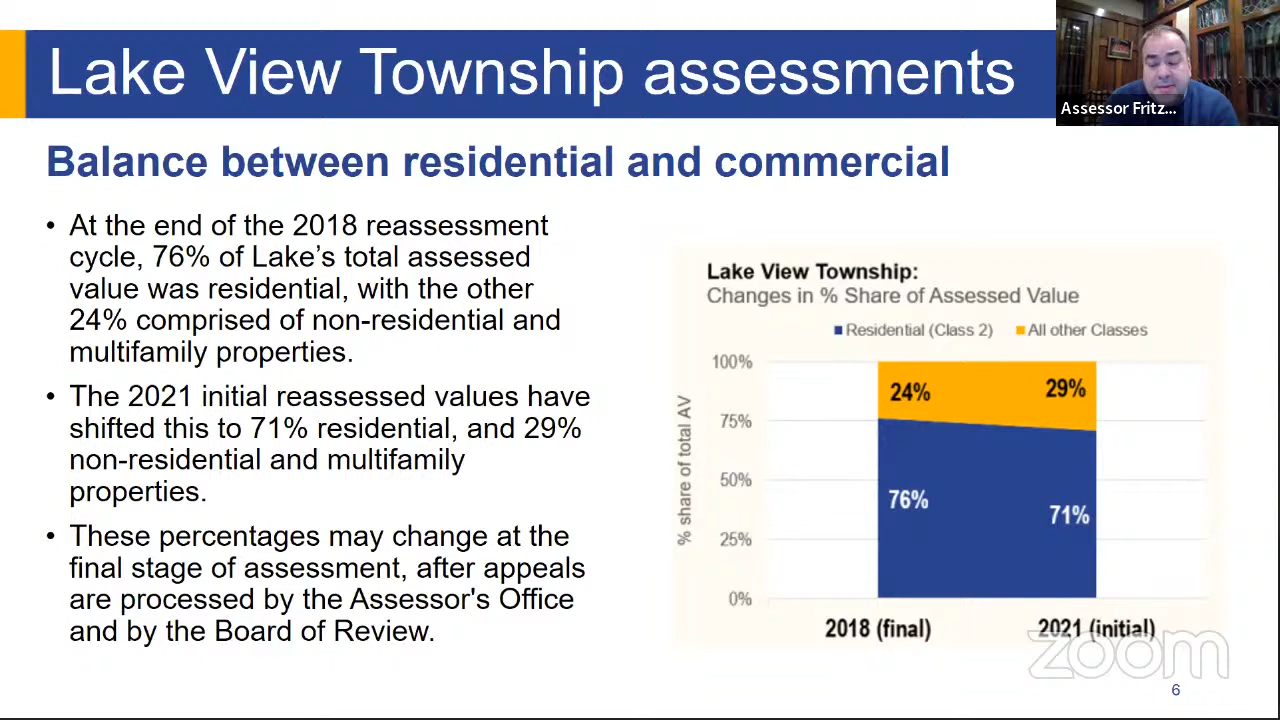 Lake View Township assessments
Assessor Fritz...
Balance between residential and commercial
• At the end of the 2018 reassessment
cycle, 76% of Lake’s total assessed
value was residential, with the other
24% comprised of non-residential and
multifamily properties.
• The 2021 initial reassessed values have
shifted this to 71% residential, and 29%
non-residential and multifamily
properties.
• These percentages may change at the
final stage of assessment, after appeals
are processed by the Assessor's Office
and by the Board of Review.
Lake View Township:
Changes in % Share of Assessed Value
Residential (Class 2) All other Classes
% share of total AV
100%
75%
50%
25%
0%
24% 29%
76% 71%
2018 (final) 2021 (initial)
zoom
6